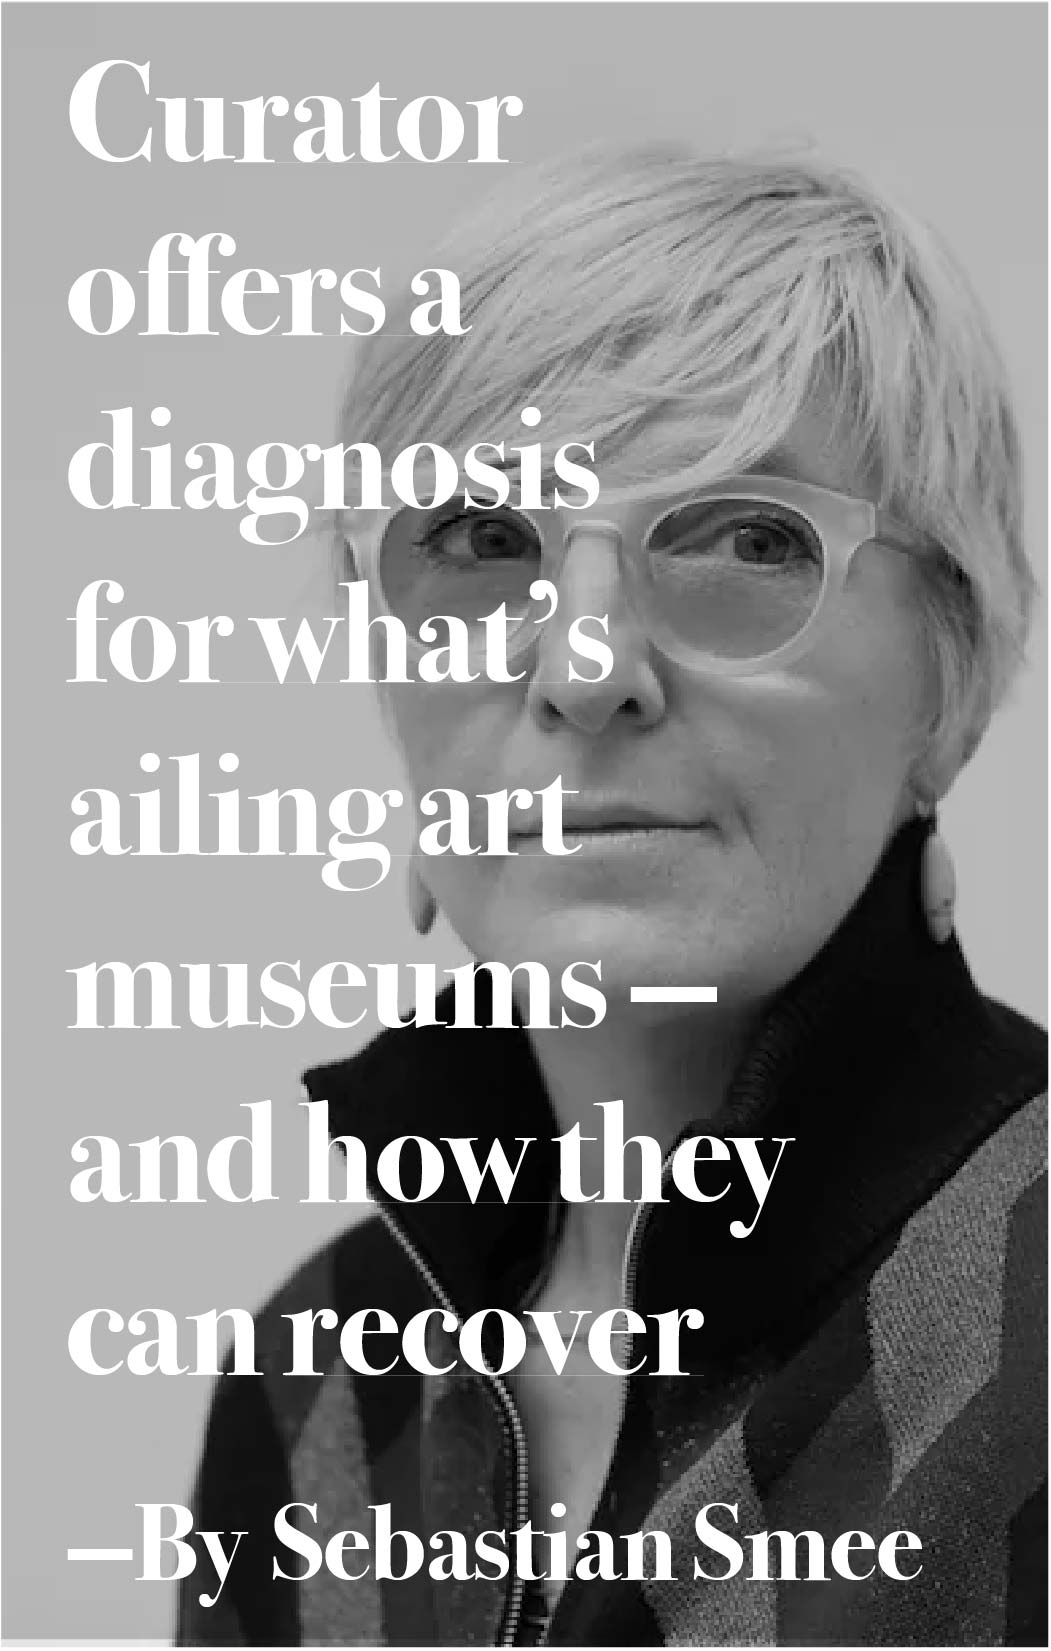 Curator
offers a
diagnosis
for what’s
ailing art
museums —
and how they
can recover
—By Sebastian Smee